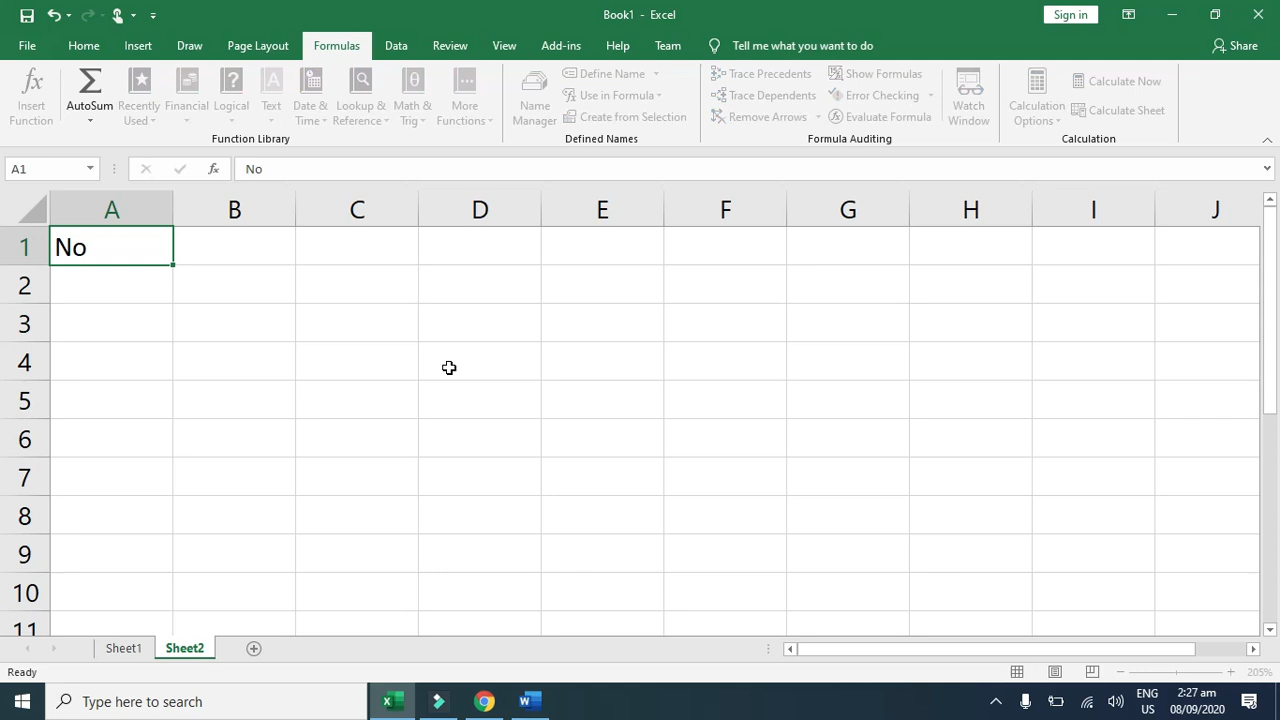 Book1 - Excel
Sign in
File Home Insert Draw Page Layout Formulas Data Review View Add-ins Help Team Tell me what you want to do Share
Insert Function
AutoSum
Recently Used
Financial
Logical
Text
Date & Time
Lookup & Reference
Math & Trig
More Functions
Function Library
Name Manager
Define Name
Use in Formula
Create from Selection
Defined Names
Trace Precedents
Trace Dependents
Remove Arrows
Show Formulas
Error Checking
Evaluate Formula
Watch Window
Formula Auditing
Calculation Options
Calculate Now
Calculate Sheet
Calculation
A1 fx No
A B C D E F G H I J
1 No
2
3
4
5
6
7
8
9
10
11
Sheet1 Sheet2
Ready 205%
Type here to search
ENG US
2:27 am
08/09/2020